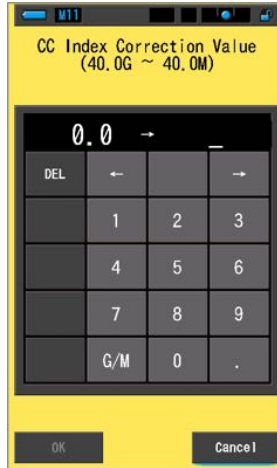 M11
CC Index Correction Value
(40.0G ~ 40.0M)
0.0 → _
DEL ← →
1 2 3
4 5 6
7 8 9
G/M 0 .
OK Cancel